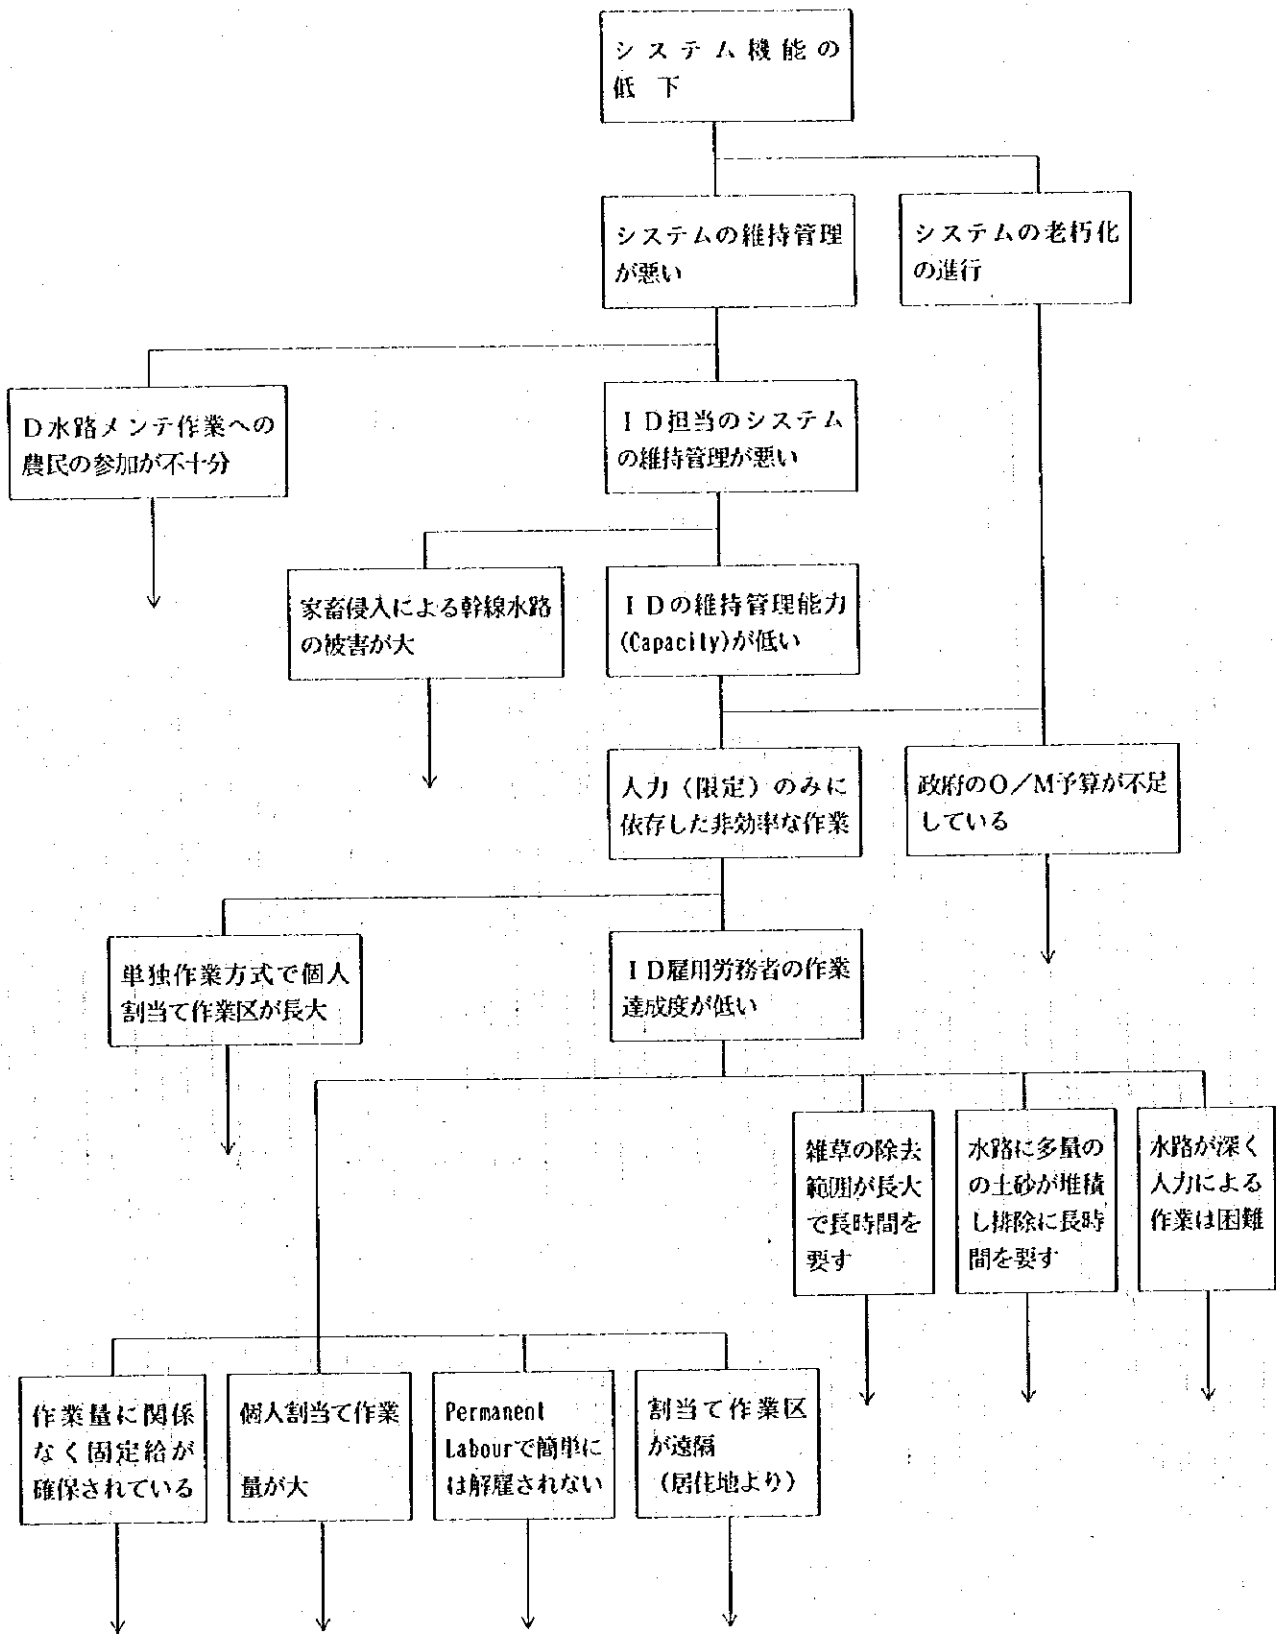 システム機能の
低下
システムの維持管理
が悪い
システムの老朽化
の進行
D水路メンテ作業への
農民の参加が不十分
ID担当のシステム
の維持管理が悪い
家畜侵入による幹線水路
の被害が大
IDの維持管理能力
(Capacity)が低い
人力（限定）のみに
依存した非効率な作業
政府のO／M予算が不足
している
単独作業方式で個人
割当て作業区が長大
ID雇用労務者の作業
達成度が低い
雑草の除去
範囲が長大
で長時間を
要す
水路に多量の
の土砂が堆積
し排除に長時
間を要す
水路が深く
人力による
作業は困難
作業量に関係
なく固定給が
確保されている
個人割当て作業
量が大
Permanent
Labourで簡単に
は解雇されない
割当て作業区
が遠隔
（居住地より）